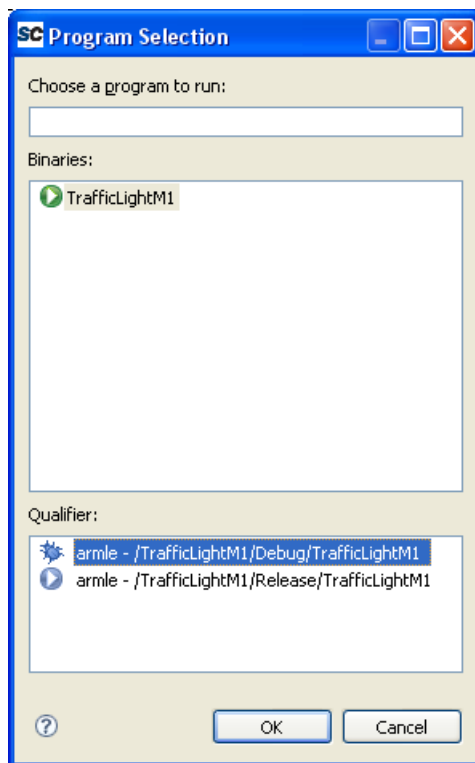 SC Program Selection
Choose a program to run:
Binaries:
TrafficLightM1
Qualifier:
armle - /TrafficLightM1/Debug/TrafficLightM1
armle - /TrafficLightM1/Release/TrafficLightM1
?
OK Cancel